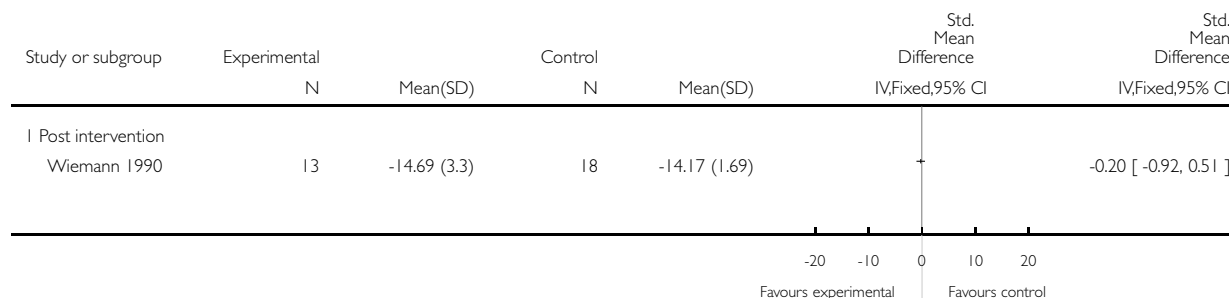 Std.
Mean
Difference
Std.
Mean
Difference
Study or subgroup Experimental Control
N Mean(SD) N Mean(SD) IV,Fixed,95% CI IV,Fixed,95% CI
1 Post intervention
Wiemann 1990 13 -14.69 (3.3) 18 -14.17 (1.69) -0.20 [ -0.92, 0.51 ]
-20 -10 0 10 20
Favours experimental Favours control